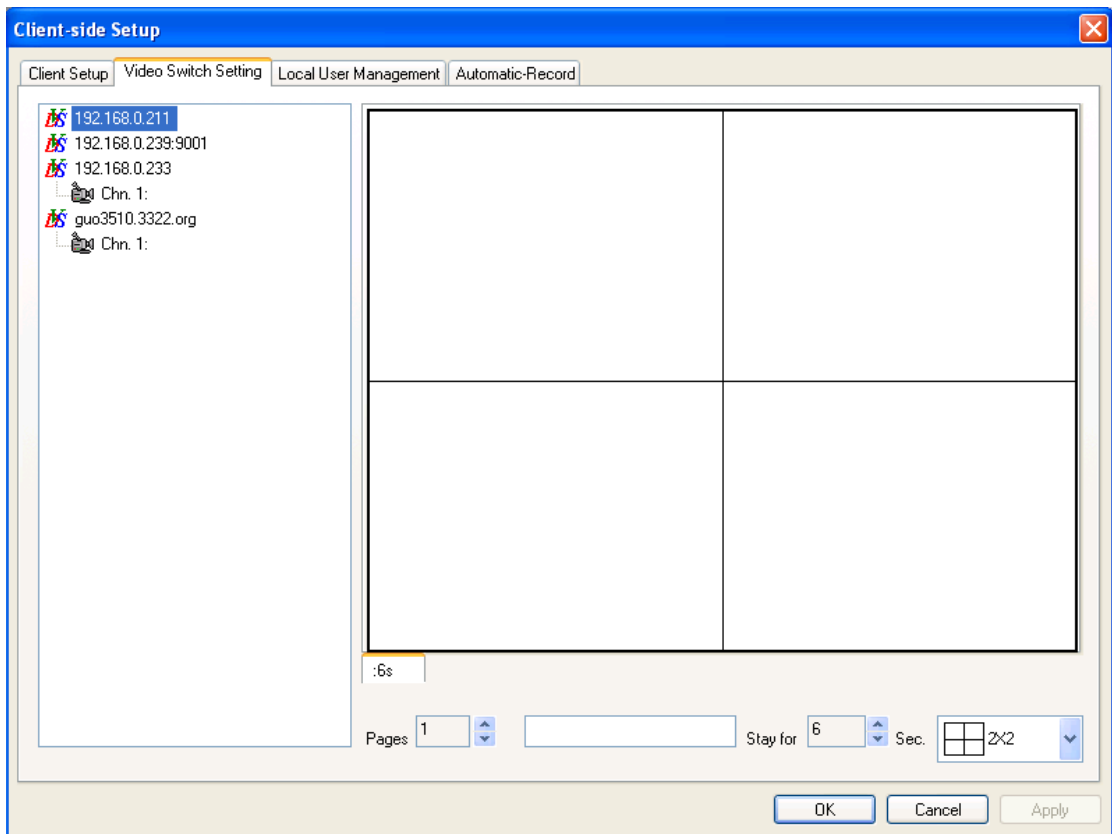 Client-side Setup
Client Setup Video Switch Setting Local User Management Automatic-Record
192.168.0.211
192.168.0.239:9001
192.168.0.233
Chn. 1:
guo3510.3322.org
Chn. 1:
:6s
Pages 1 Stay for 6 Sec. 2X2
OK Cancel Apply